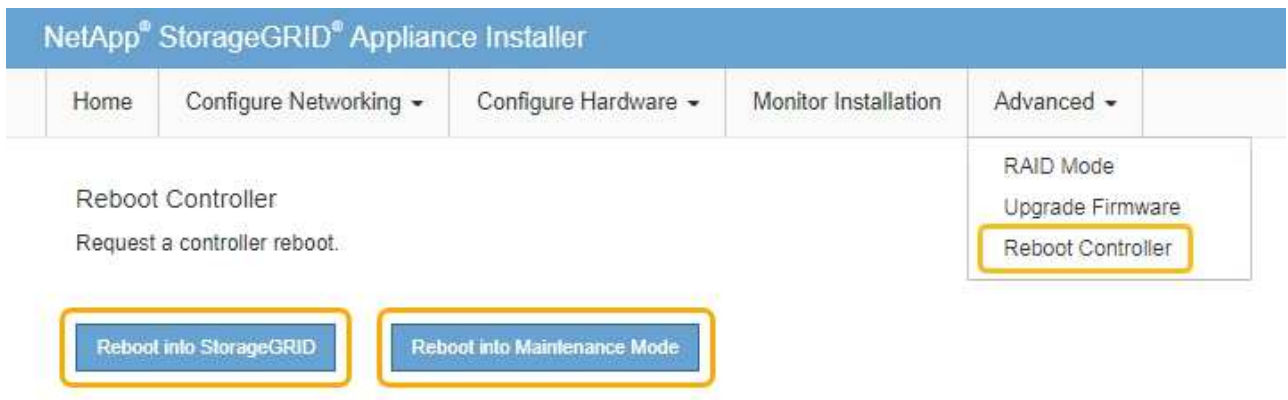 NetApp® StorageGRID® Appliance Installer
Home Configure Networking Configure Hardware Monitor Installation Advanced
RAID Mode
Upgrade Firmware
Reboot Controller
Reboot Controller
Request a controller reboot.
Reboot into StorageGRID Reboot into Maintenance Mode